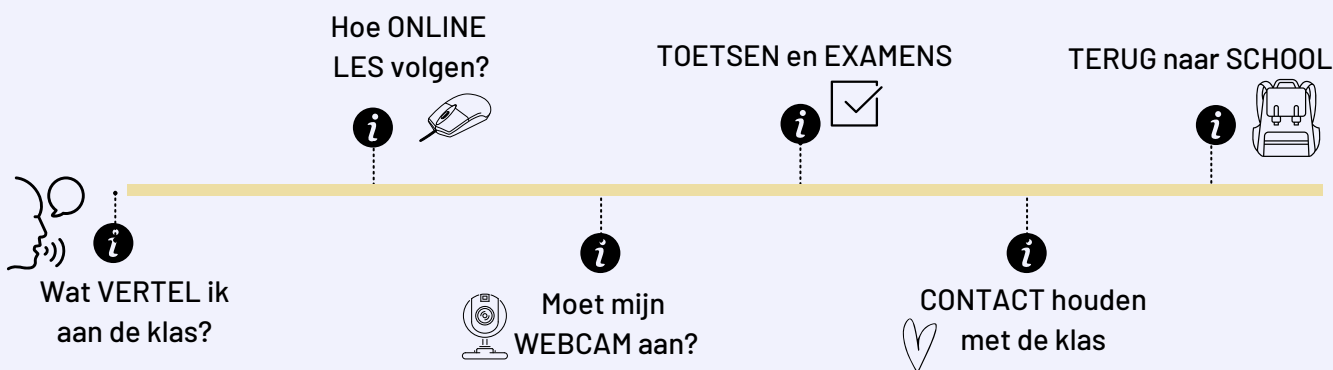 Wat VERTEL ik
aan de klas?
Hoe ONLINE
LES volgen?
Moet mijn
WEBCAM aan?
TOETSEN en EXAMENS
CONTACT houden
met de klas
TERUG naar SCHOOL